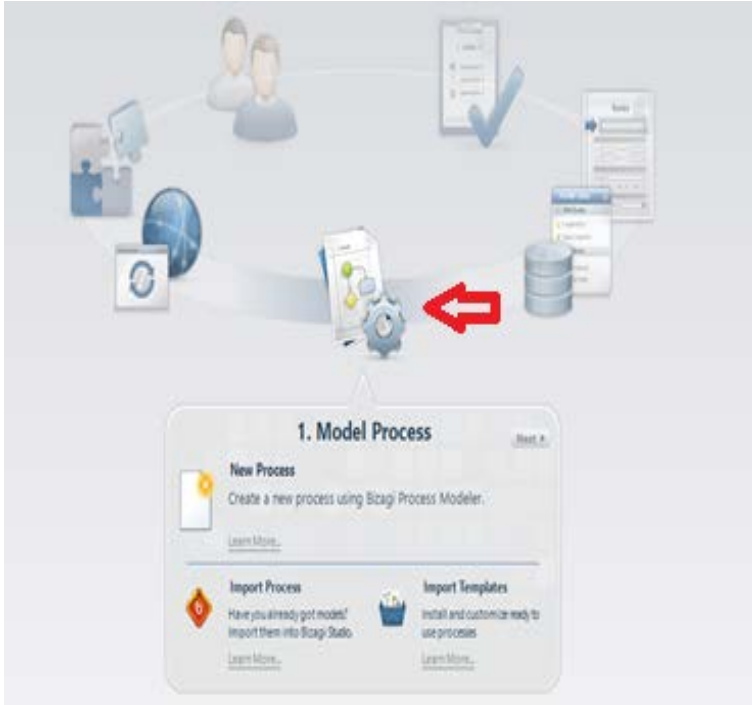 1. Model Process
Next
New Process
Create a new process using Bizagi Process Modeler.
Learn More...
Import Process
Have you already got models?
Import them into Bizagi Studio.
Learn More...
Import Templates
Install and customize ready to
use processes
Learn More...